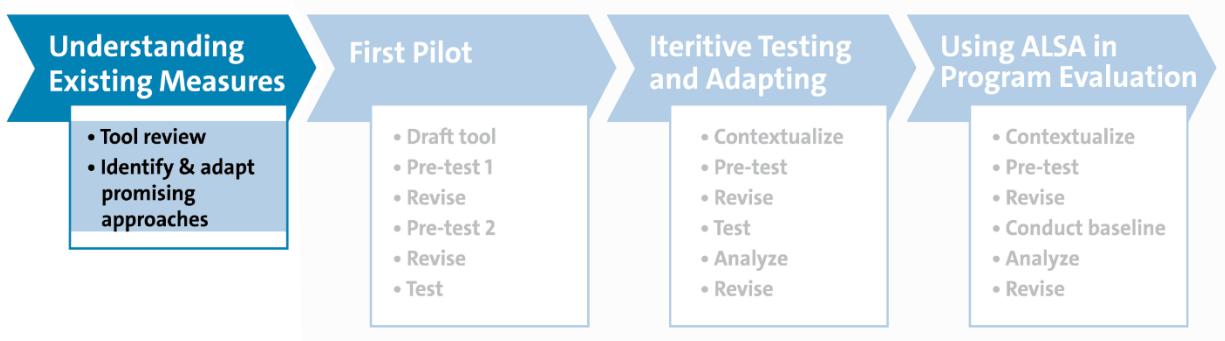 Understanding
Existing Measures
• Tool review
• Identify & adapt
promising
approaches
First Pilot
• Draft tool
• Pre-test 1
• Revise
• Pre-test 2
• Revise
• Test
Iteritive Testing
and Adapting
• Contextualize
• Pre-test
• Revise
• Test
• Analyze
• Revise
Using ALSA in
Program Evaluation
• Contextualize
• Pre-test
• Revise
• Conduct baseline
• Analyze
• Revise